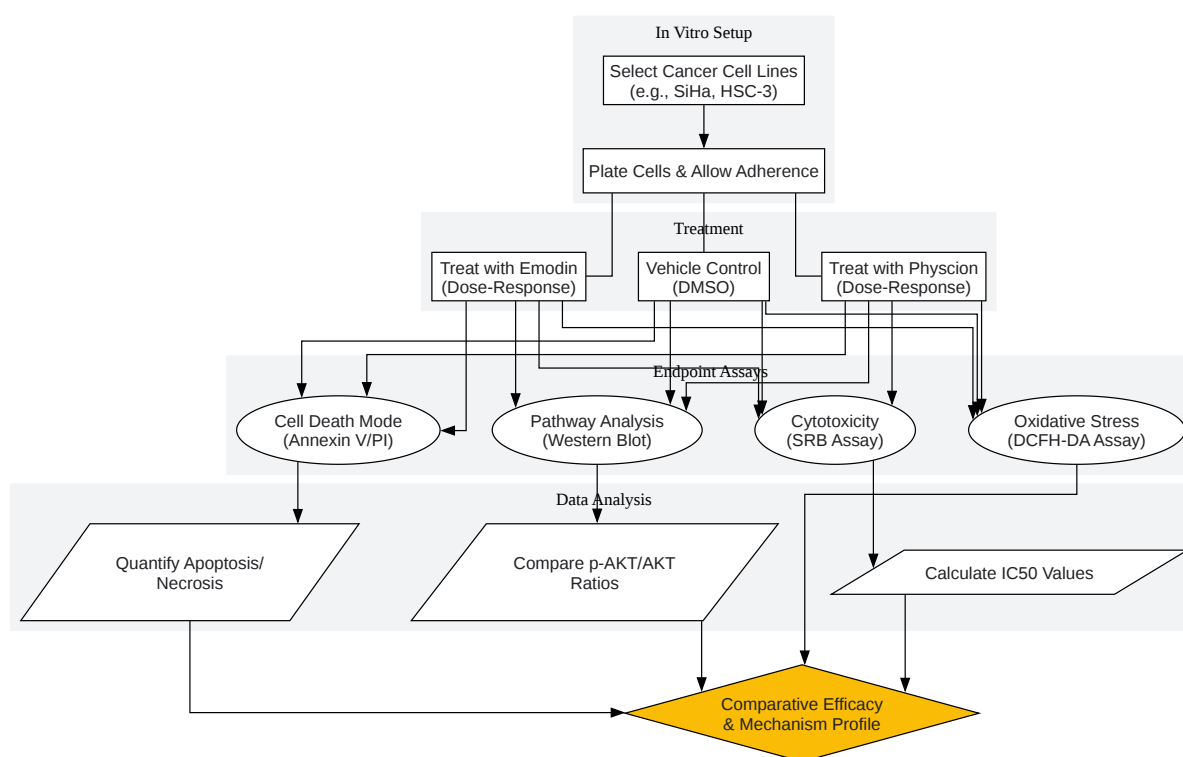 In Vitro Setup
Select Cancer Cell Lines
(e.g., SiHa, HSC-3)
Plate Cells & Allow Adherence
Treatment
Treat with Emodin
(Dose-Response)
Vehicle Control
(DMSO)
Treat with Physcion
(Dose-Response)
Endpoint Assays
Cell Death Mode
(Annexin V/PI)
Pathway Analysis
(Western Blot)
Cytotoxicity
(SRB Assay)
Oxidative Stress
(DCFH-DA Assay)
Data Analysis
Quantify Apoptosis/
Necrosis
Compare p-AKT/AKT
Ratios
Calculate IC50 Values
Comparative Efficacy
& Mechanism Profile